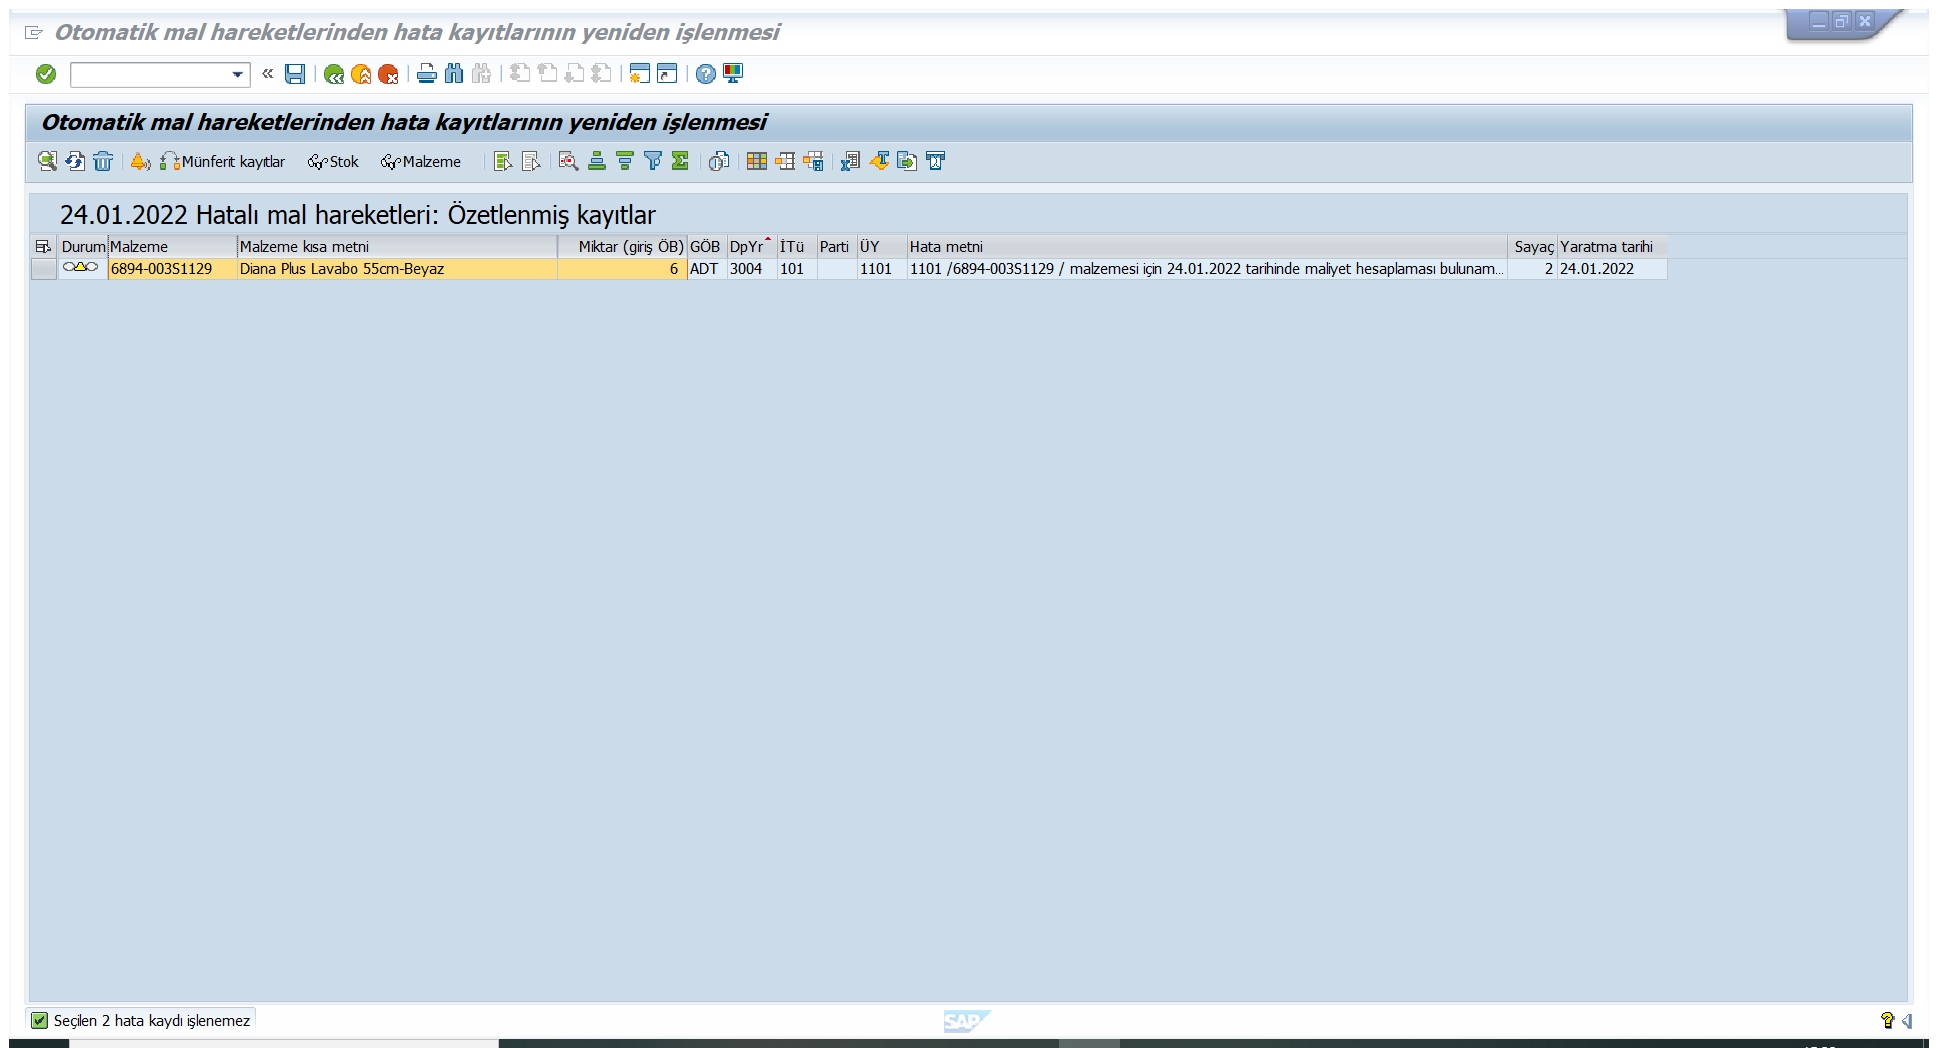 Otomatik mal hareketlerinden hata kayıtlarının yeniden işlenmesi
Otomatik mal hareketlerinden hata kayıtlarının yeniden işlenmesi
Münferit kayıtlar Stok Malzeme
24.01.2022 Hatalı mal hareketleri: Özetlenmiş kayıtlar
Durum Malzeme Malzeme kısa metni Miktar (giriş ÖB) GÖB DpYr İTü Parti ÜY Hata metni Sayaç Yaratma tarihi
6894-003S1129 Diana Plus Lavabo 55cm-Beyaz 6 ADT 3004 101 1101 1101 /6894-003S1129 / malzemesi için 24.01.2022 tarihinde maliyet hesaplaması bulunam... 2 24.01.2022
Seçilen 2 hata kaydı işlenemez
SAP